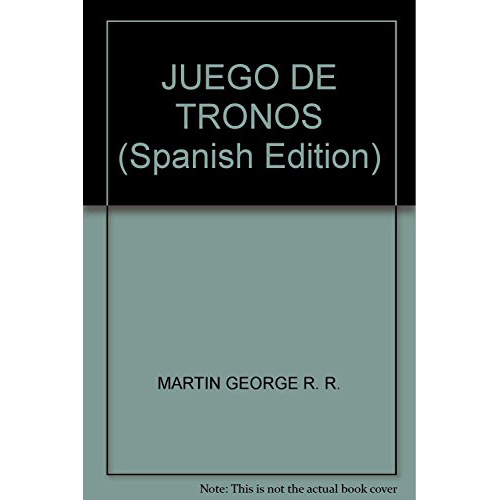 JUEGO DE
TRONOS
(Spanish Edition)
MARTIN GEORGE R. R.
Note: This is not the actual book cover